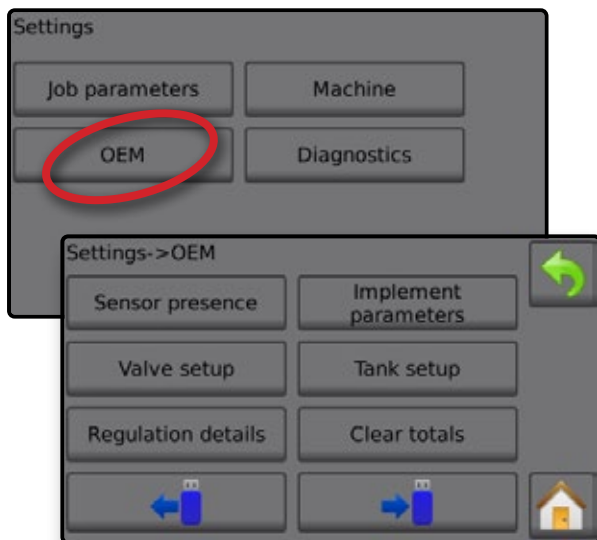 Settings
Job parameters
Machine
OEM
Diagnostics
Settings->OEM
Sensor presence
Implement
parameters
Valve setup
Tank setup
Regulation details
Clear totals